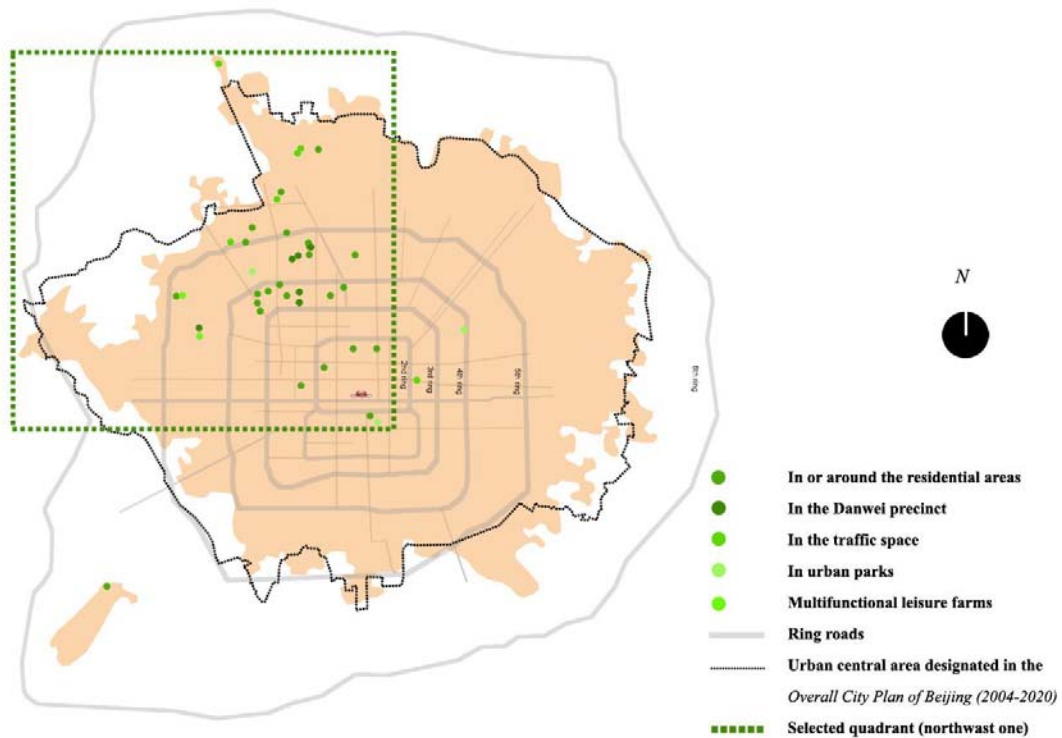 N
2nd ring
3rd ring
4th ring
5th ring
6th ring
In or around the residential areas
In the Danwei precinct
In the traffic space
In urban parks
Multifunctional leisure farms
Ring roads
Urban central area designated in the
Overall City Plan of Beijing (2004-2020)
Selected quadrant (northwast one)